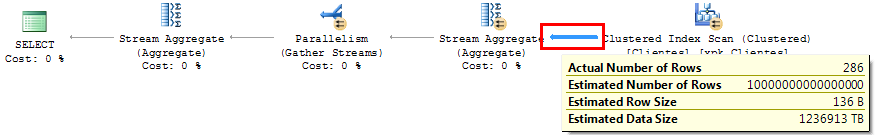 SELECT
Cost: 0 %
Stream Aggregate
(Aggregate)
Cost: 0 %
Parallelism
(Gather Streams)
Cost: 0 %
Stream Aggregate
(Aggregate)
Cost: 0 %
Clustered Index Scan (Clustered)
[Clientes].[xpk_Clientes]
Actual Number of Rows 286
Estimated Number of Rows 10000000000000000
Estimated Row Size 136 B
Estimated Data Size 1236913 TB